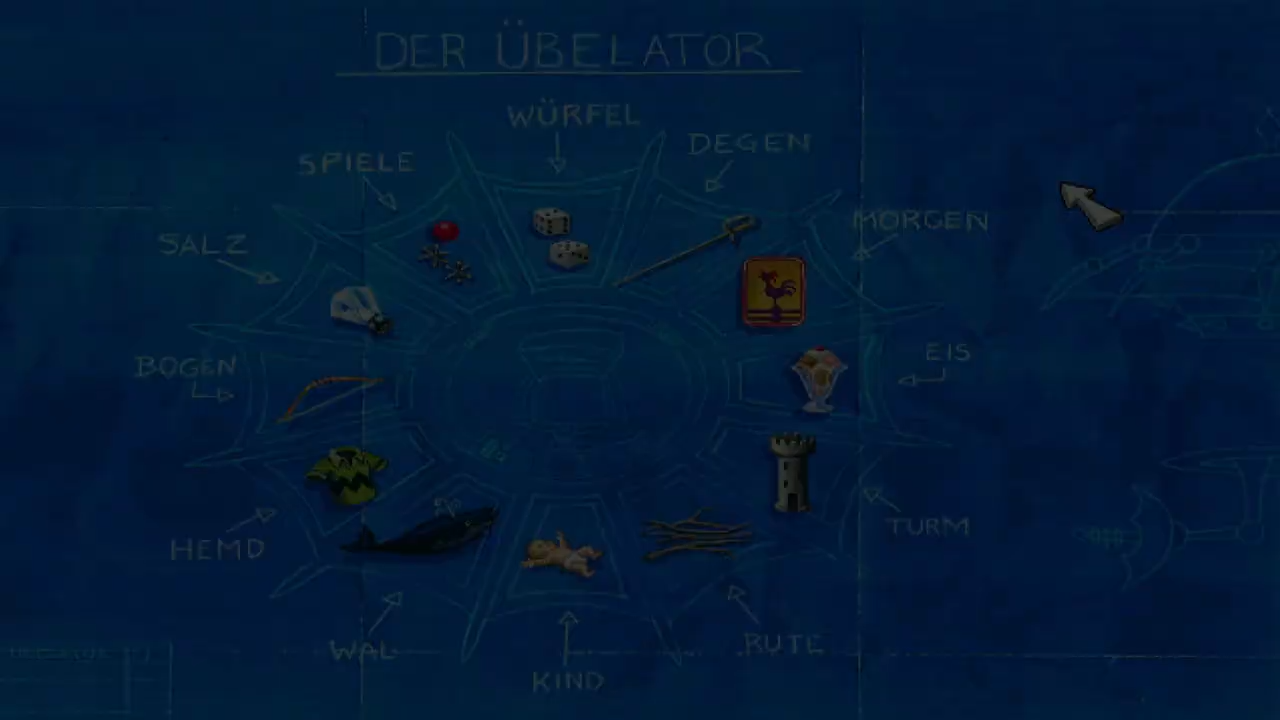 DER ÜBELATOR
WÜRFEL
DEGEN
SPIELE
MORGEN
SALZ
EIS
BOGEN
TURM
HEMD
RUTE
WAL
KIND